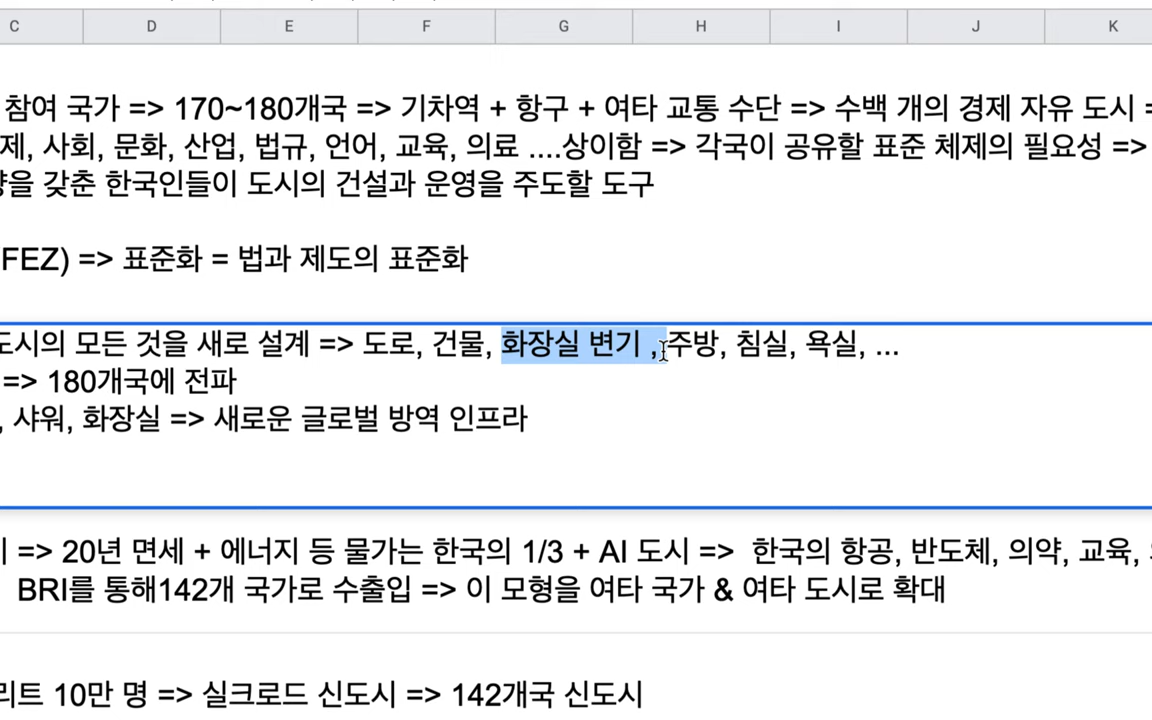 C D E F G H I J K
참여 국가 => 170~180개국 => 기차역 + 항구 + 여타 교통 수단 => 수백 개의 경제 자유 도시 =
제, 사회, 문화, 산업, 법규, 언어, 교육, 의료 ....상이함 => 각국이 공유할 표준 체제의 필요성 =>
을 갖춘 한국인들이 도시의 건설과 운영을 주도할 도구
FEZ) => 표준화 = 법과 제도의 표준화
도시의 모든 것을 새로 설계 => 도로, 건물, 화장실 변기 ,주방, 침실, 욕실, ...
=> 180개국에 전파
, 샤워, 화장실 => 새로운 글로벌 방역 인프라
=> 20년 면세 + 에너지 등 물가는 한국의 1/3 + AI 도시 => 한국의 항공, 반도체, 의약, 교육,
BRI를 통해142개 국가로 수출입 => 이 모형을 여타 국가 & 여타 도시로 확대
리트 10만 명 => 실크로드 신도시 => 142개국 신도시